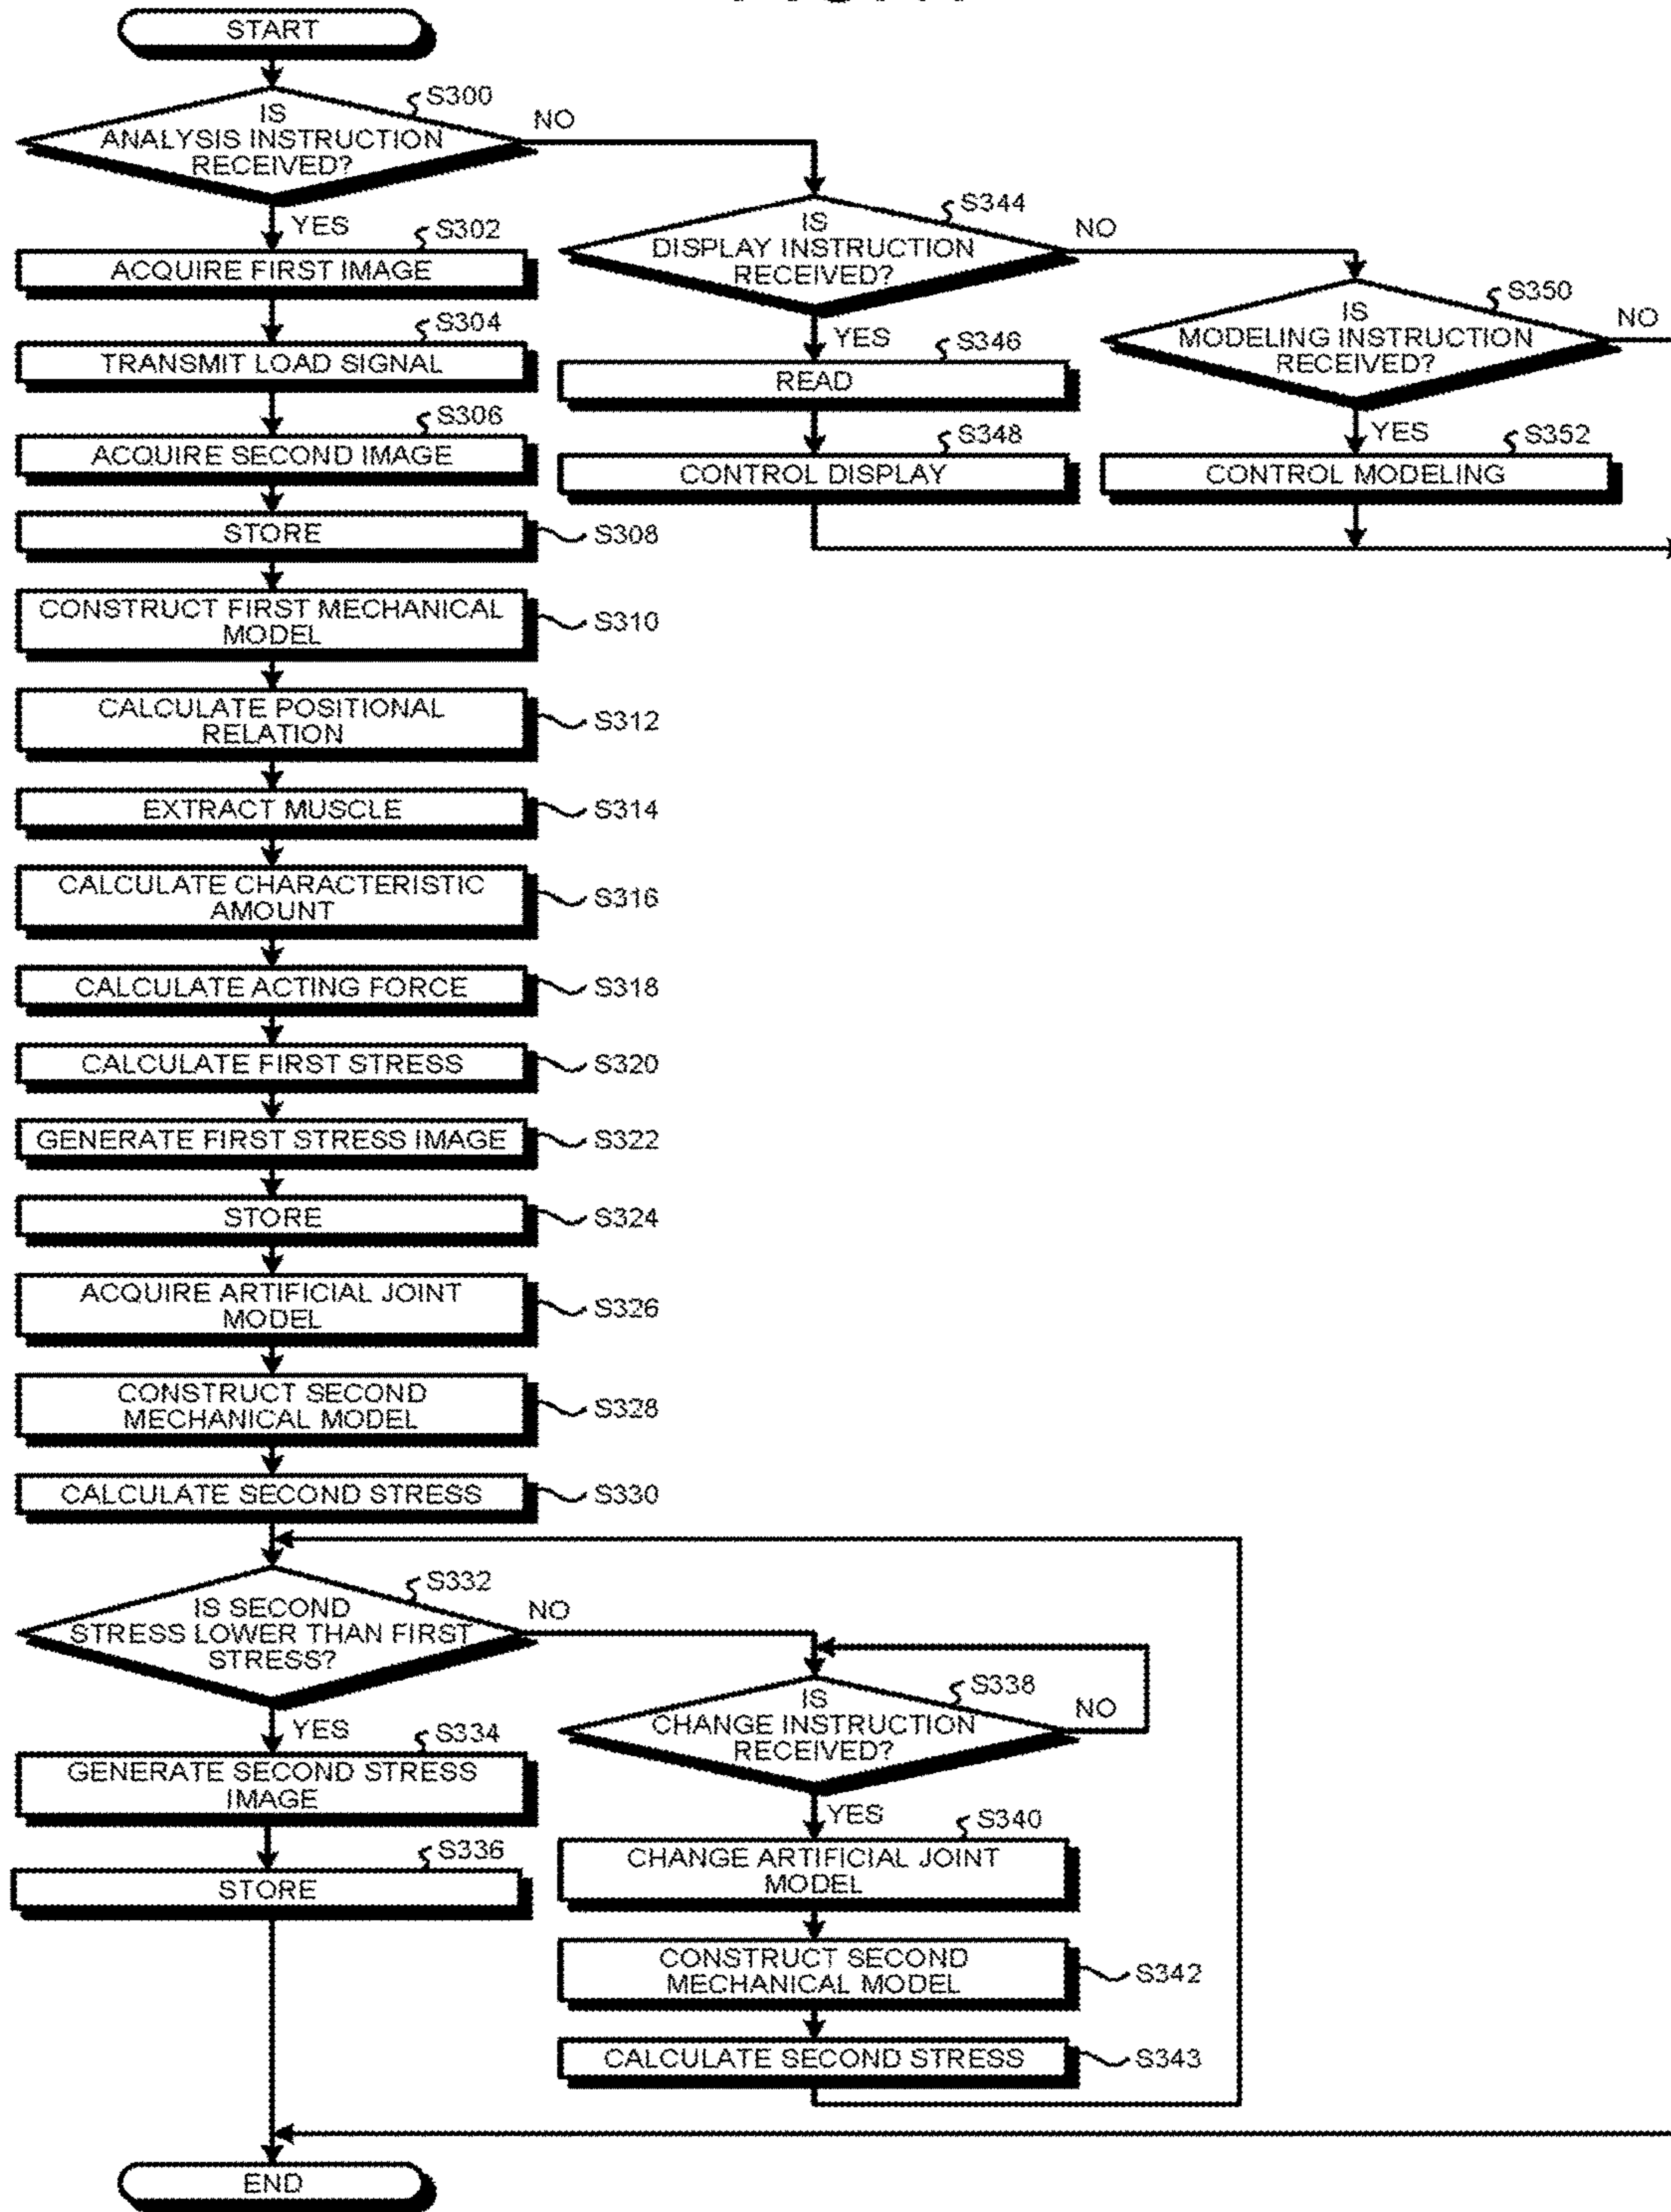 START
S300
IS
ANALYSIS INSTRUCTION
RECEIVED?
NO
YES
S302
ACQUIRE FIRST IMAGE
S304
TRANSMIT LOAD SIGNAL
S306
ACQUIRE SECOND IMAGE
STORE
S308
CONSTRUCT FIRST MECHANICAL
MODEL
S310
CALCULATE POSITIONAL
RELATION
S312
EXTRACT MUSCLE
S314
CALCULATE CHARACTERISTIC
AMOUNT
S316
CALCULATE ACTING FORCE
S318
CALCULATE FIRST STRESS
S320
GENERATE FIRST STRESS IMAGE
S322
STORE
S324
ACQUIRE ARTIFICIAL JOINT
MODEL
S326
CONSTRUCT SECOND
MECHANICAL MODEL
S328
CALCULATE SECOND STRESS
S330
S332
IS SECOND
STRESS LOWER THAN FIRST
STRESS?
NO
YES
S334
GENERATE SECOND STRESS
IMAGE
S336
STORE
S338
IS
CHANGE INSTRUCTION
RECEIVED?
NO
YES
S340
CHANGE ARTIFICIAL JOINT
MODEL
CONSTRUCT SECOND
MECHANICAL MODEL
S342
CALCULATE SECOND STRESS
S343
S344
IS
DISPLAY INSTRUCTION
RECEIVED?
NO
YES
S346
READ
S348
CONTROL DISPLAY
S350
IS
MODELING INSTRUCTION
RECEIVED?
NO
YES
S352
CONTROL MODELING
END